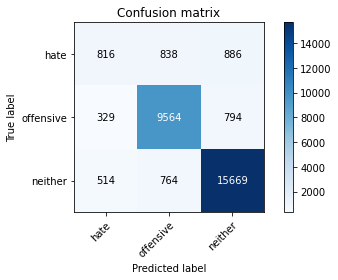 Confusion matrix
True label
hate 816 838 886
offensive 329 9564 794
neither 514 764 15669
hate offensive neither
Predicted label
14000
12000
10000
8000
6000
4000
2000